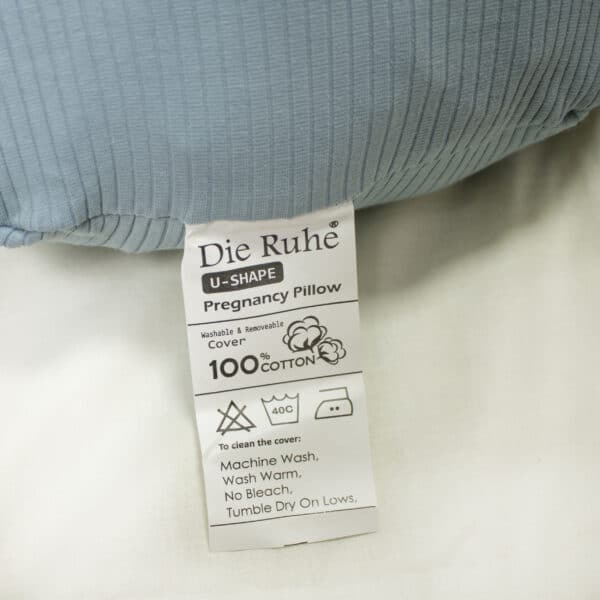 Die Ruhe®
U-SHAPE
Pregnancy Pillow
Washable & Removeable
Cover
100% COTTON
40C
To clean the cover:
Machine Wash,
Wash Warm,
No Bleach,
Tumble Dry On Lows,